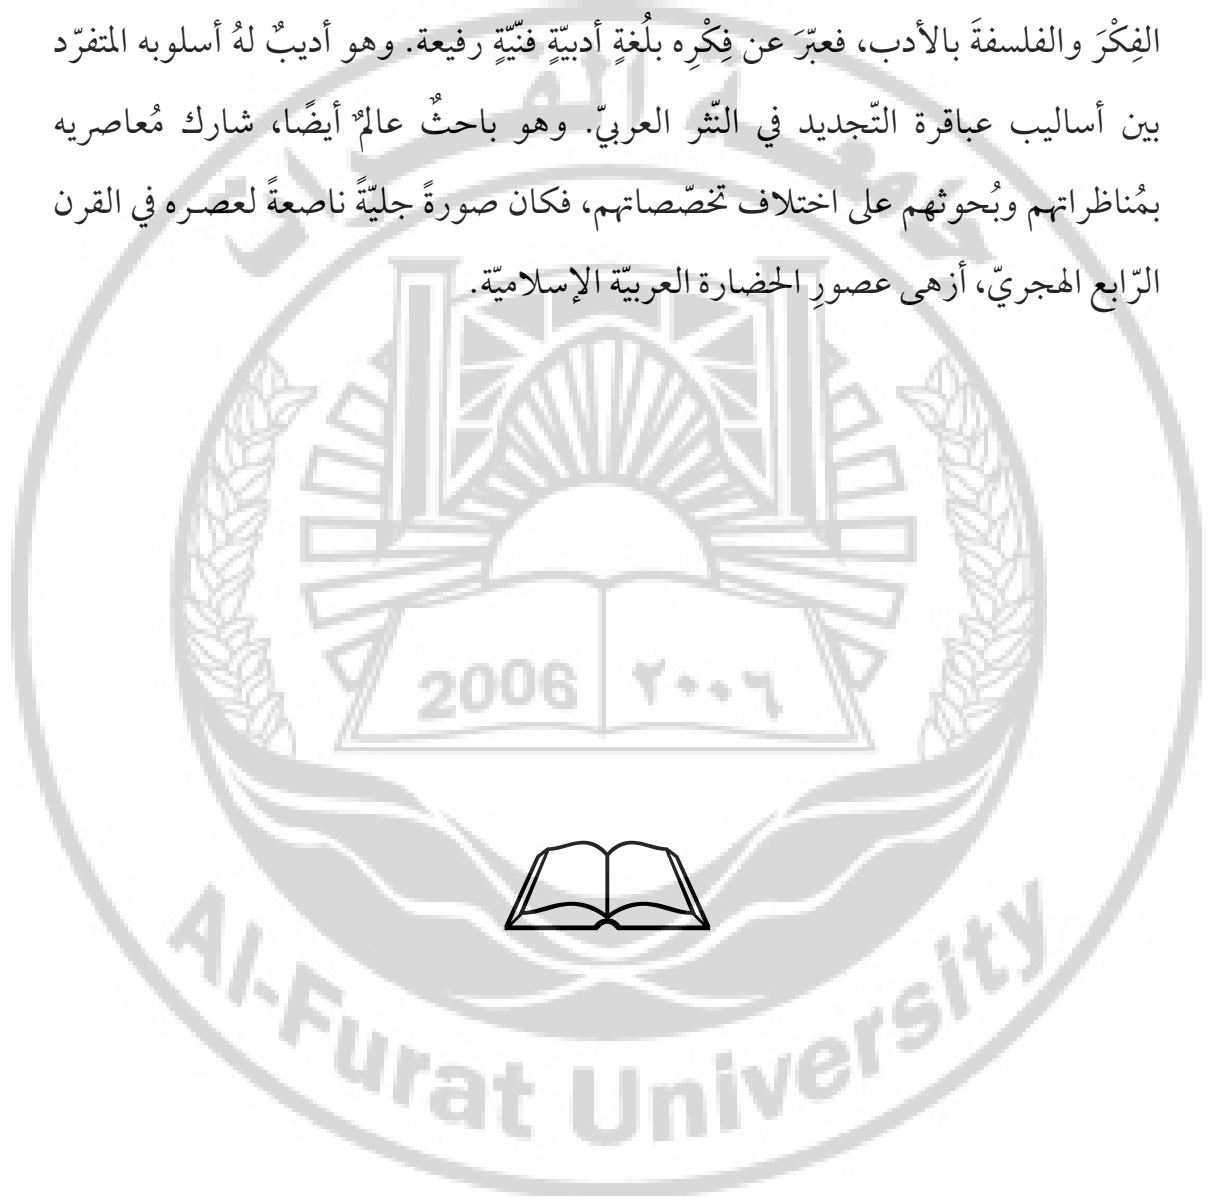 الفِكْرَ والفلسفةَ بالأدب، فعبّرَ عن فِكْرِه بلُغةٍ أدبيّةٍ فنّيّةٍ رفيعة. وهو أديبٌ لهُ أسلوبه المتفرّد
بين أساليب عباقرة التّجديد في النّثر العربيّ. وهو باحثٌ عالمٌ أيضًا، شارك مُعاصريه
بمُناظراتهم وبُحوثهم على اختلاف تخصّصاتهم، فكان صورةً جليّةً ناصعةً لعصره في القرن
الرّابع الهجريّ، أزهى عصورِ الحضارة العربيّة الإسلاميّة.
جامعة الفرات
2006 ٢٠٠٦
Al-Furat University